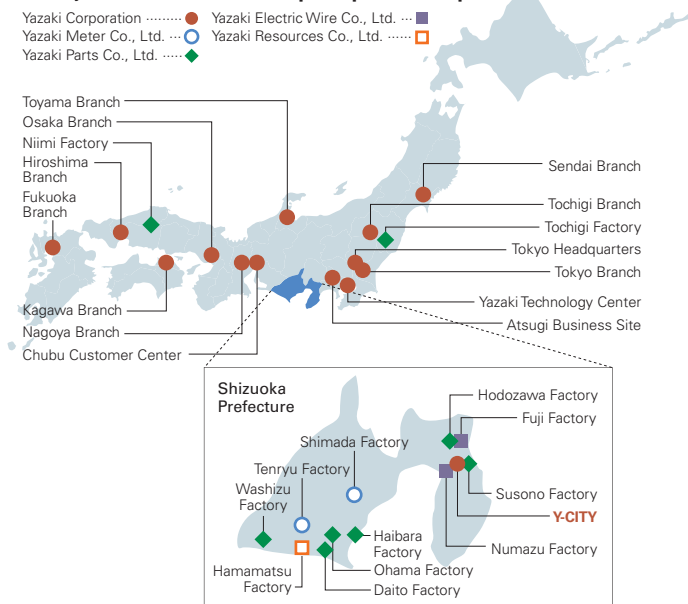 Yazaki Corporation ·········
Yazaki Electric Wire Co., Ltd. ···
Yazaki Meter Co., Ltd. ···
Yazaki Resources Co., Ltd. ······
Yazaki Parts Co., Ltd. ···
Toyama Branch
Osaka Branch
Niimi Factory
Hiroshima
Branch
Fukuoka
Branch
Kagawa Branch
Nagoya Branch
Chubu Customer Center
Sendai Branch
Tochigi Branch
Tochigi Factory
Tokyo Headquarters
Tokyo Branch
Yazaki Technology Center
Atsugi Business Site
Shizuoka
Prefecture
Hodozawa Factory
Fuji Factory
Shimada Factory
Tenryu Factory
Washizu
Factory
Susono Factory
Y-CITY
Numazu Factory
Haibara
Factory
Ohama Factory
Daito Factory
Hamamatsu
Factory